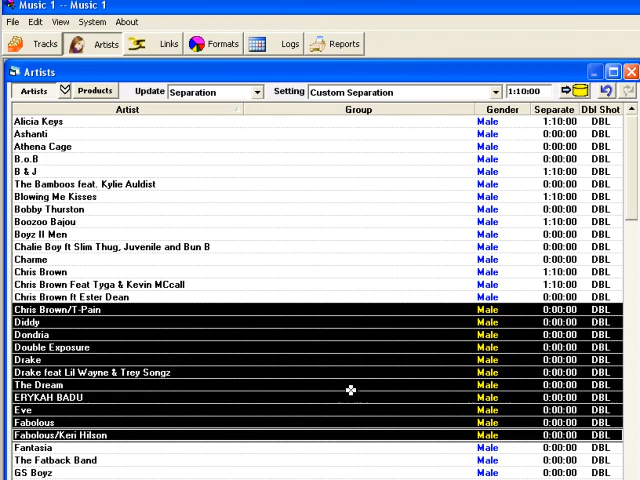 Music 1 -- Music 1
File Edit View System About
Tracks Artists Links Formats Logs Reports
Artists
Artists Products Update Separation Setting Custom Separation 1:10:00
Artist Group Gender Separate Dbl Shot
Alicia Keys Male 1:10:00 DBL
Ashanti Male 0:00:00 DBL
Athena Cage Male 0:00:00 DBL
B.o.B Male 0:00:00 DBL
B & J Male 1:10:00 DBL
The Bamboos feat. Kylie Auldist Male 0:00:00 DBL
Blowing Me Kisses Male 1:10:00 DBL
Bobby Thurston Male 0:00:00 DBL
Boozoo Bajou Male 1:10:00 DBL
Boyz II Men Male 0:00:00 DBL
Chalie Boy ft Slim Thug, Juvenile and Bun B Male 0:00:00 DBL
Charme Male 0:00:00 DBL
Chris Brown Male 1:10:00 DBL
Chris Brown Feat Tyga & Kevin MCcall Male 1:10:00 DBL
Chris Brown ft Ester Dean Male 0:00:00 DBL
Chris Brown/T-Pain Male 0:00:00 DBL
Diddy Male 0:00:00 DBL
Dondria Male 0:00:00 DBL
Double Exposure Male 0:00:00 DBL
Drake Male 0:00:00 DBL
Drake feat Lil Wayne & Trey Songz Male 0:00:00 DBL
The Dream Male 0:00:00 DBL
ERYKAH BADU Male 0:00:00 DBL
Eve Male 0:00:00 DBL
Fabolous Male 0:00:00 DBL
Fabolous/Keri Hilson Male 0:00:00 DBL
Fantasia Male 0:00:00 DBL
The Fatback Band Male 0:00:00 DBL
GS Boyz Male 0:00:00 DBL